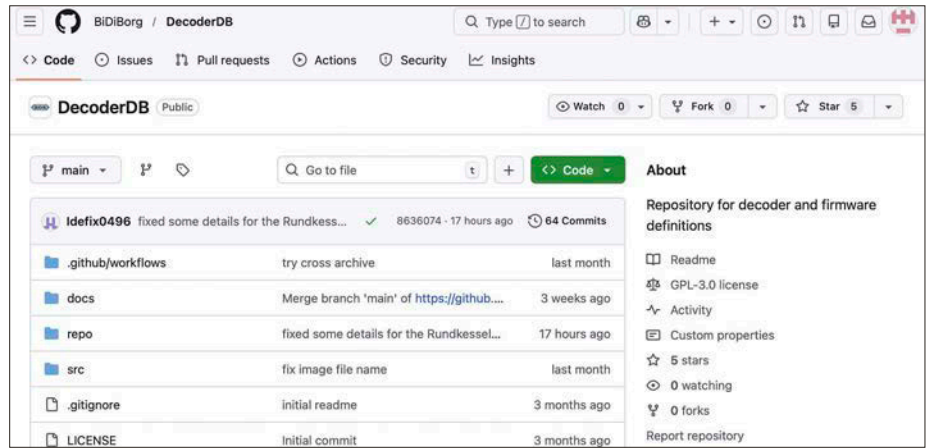 BiDiBorg / DecoderDB Type / to search
Code Issues Pull requests Actions Security Insights
DecoderDB Public Watch 0 Fork 0 Star 5
main Go to file t + Code
Idefix0496 fixed some details for the Rundkess... 8636074 · 17 hours ago 64 Commits
.github/workflows try cross archive last month
docs Merge branch 'main' of https://github.... 3 weeks ago
repo fixed some details for the Rundkessel... 17 hours ago
src fix image file name last month
.gitignore initial readme 3 months ago
LICENSE Initial commit 3 months ago
About
Repository for decoder and firmware
definitions
Readme
GPL-3.0 license
Activity
Custom properties
5 stars
0 watching
0 forks
Report repository